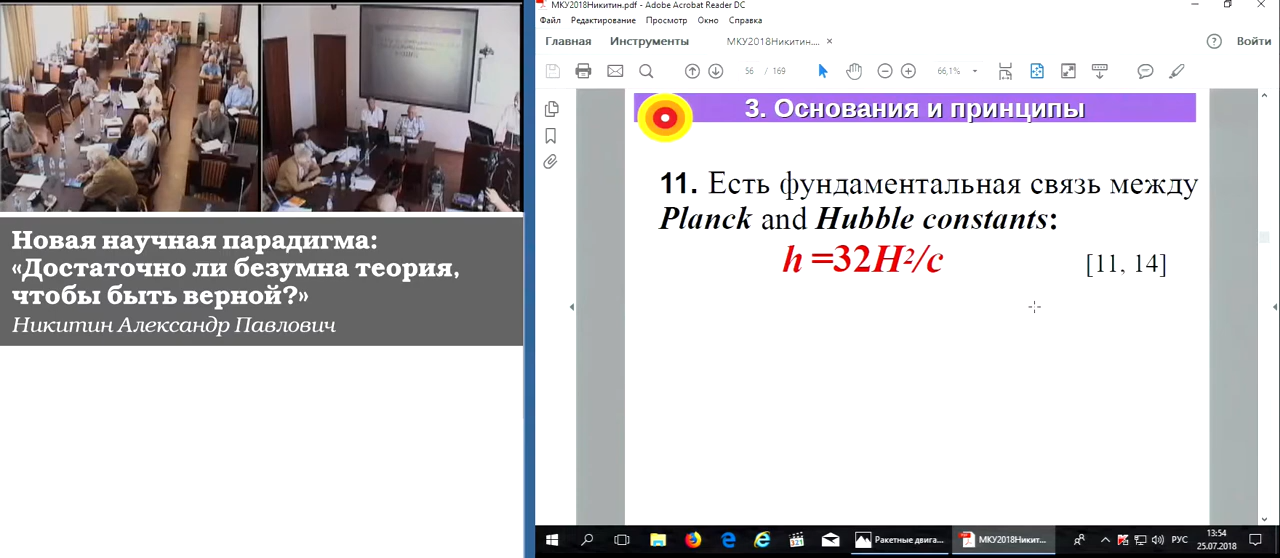 Новая научная парадигма:
«Достаточно ли безумна теория,
чтобы быть верной?»
Никитин Александр Павлович
МКУ2018Никитин.pdf - Adobe Acrobat Reader DC
Файл Редактирование Просмотр Окно Справка
Главная Инструменты МКУ2018Никитин.... × Войти
56 / 169 66,1%
3. Основания и принципы
11. Есть фундаментальная связь между
Planck and Hubble constants:
h =32H²/c [11, 14]
Ракетные двига... МКУ2018Никит... РУС 13:54
25.07.2018